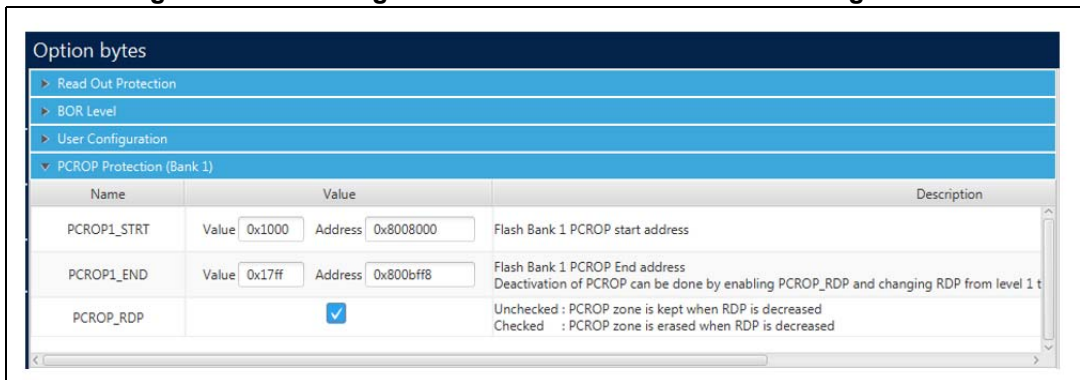 Option bytes
Read Out Protection
BOR Level
User Configuration
PCROP Protection (Bank 1)
Name Value Description
PCROP1_STRT Value 0x1000 Address 0x8008000 Flash Bank 1 PCROP start address
PCROP1_END Value 0x17ff Address 0x800bff8 Flash Bank 1 PCROP End address
Deactivation of PCROP can be done by enabling PCROP_RDP and changing RDP from level 1 t
PCROP_RDP Unchecked : PCROP zone is kept when RDP is decreased
Checked : PCROP zone is erased when RDP is decreased